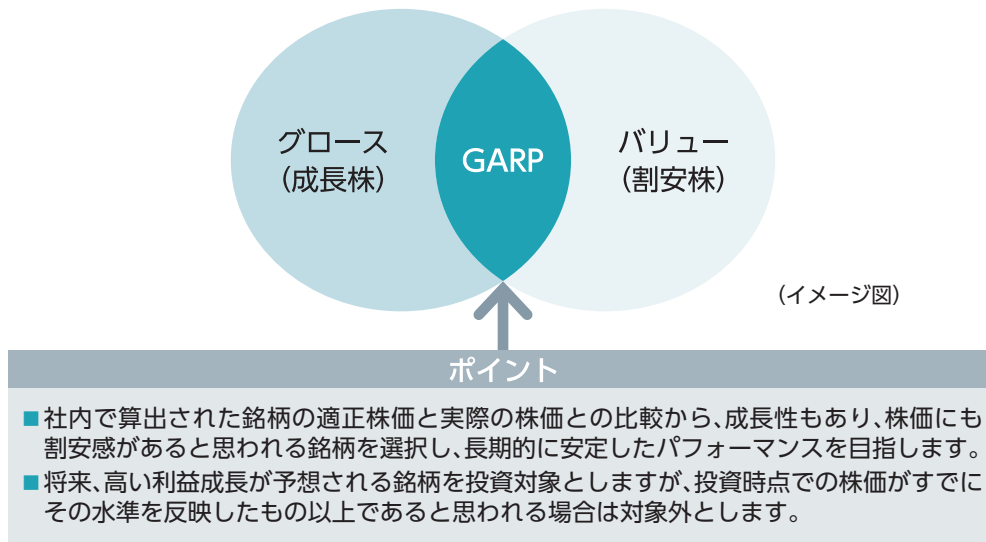 グロース
（成長株）
GARP
バリュー
（割安株）
（イメージ図）
ポイント
■社内で算出された銘柄の適正株価と実際の株価との比較から、成長性もあり、株価にも
割安感があると思われる銘柄を選択し、長期的に安定したパフォーマンスを目指します。
■将来、高い利益成長が予想される銘柄を投資対象としますが、投資時点での株価がすでに
その水準を反映したもの以上であると思われる場合は対象外とします。